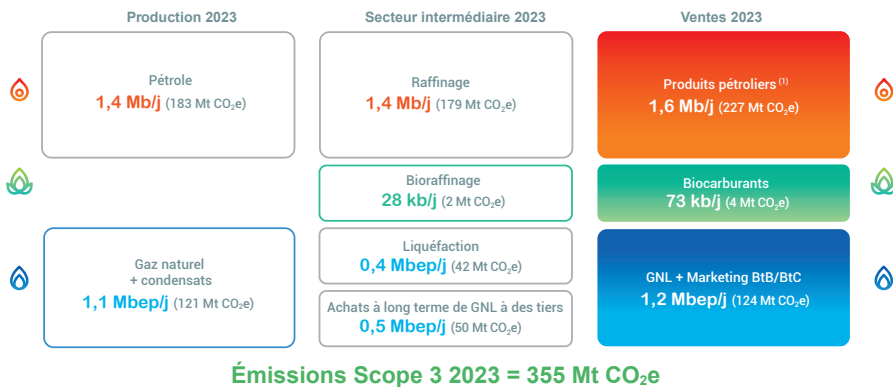 Production 2023
Secteur intermédiaire 2023
Ventes 2023
Pétrole
1,4 Mb/j (183 Mt CO₂e)
Raffinage
1,4 Mb/j (179 Mt CO₂e)
Produits pétroliers (1)
1,6 Mb/j (227 Mt CO₂e)
Bioraffinage
28 kb/j (2 Mt CO₂e)
Biocarburants
73 kb/j (4 Mt CO₂e)
Gaz naturel
+ condensats
1,1 Mbep/j (121 Mt CO₂e)
Liquéfaction
0,4 Mbep/j (42 Mt CO₂e)
Achats à long terme de GNL à des tiers
0,5 Mbep/j (50 Mt CO₂e)
GNL + Marketing BtB/BtC
1,2 Mbep/j (124 Mt CO₂e)
Émissions Scope 3 2023 = 355 Mt CO₂e